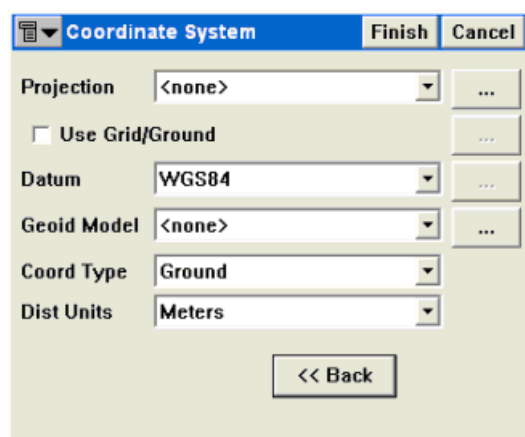 Coordinate System Finish Cancel
Projection <none> ...
Use Grid/Ground ...
Datum WGS84 ...
Geoid Model <none> ...
Coord Type Ground
Dist Units Meters
<< Back